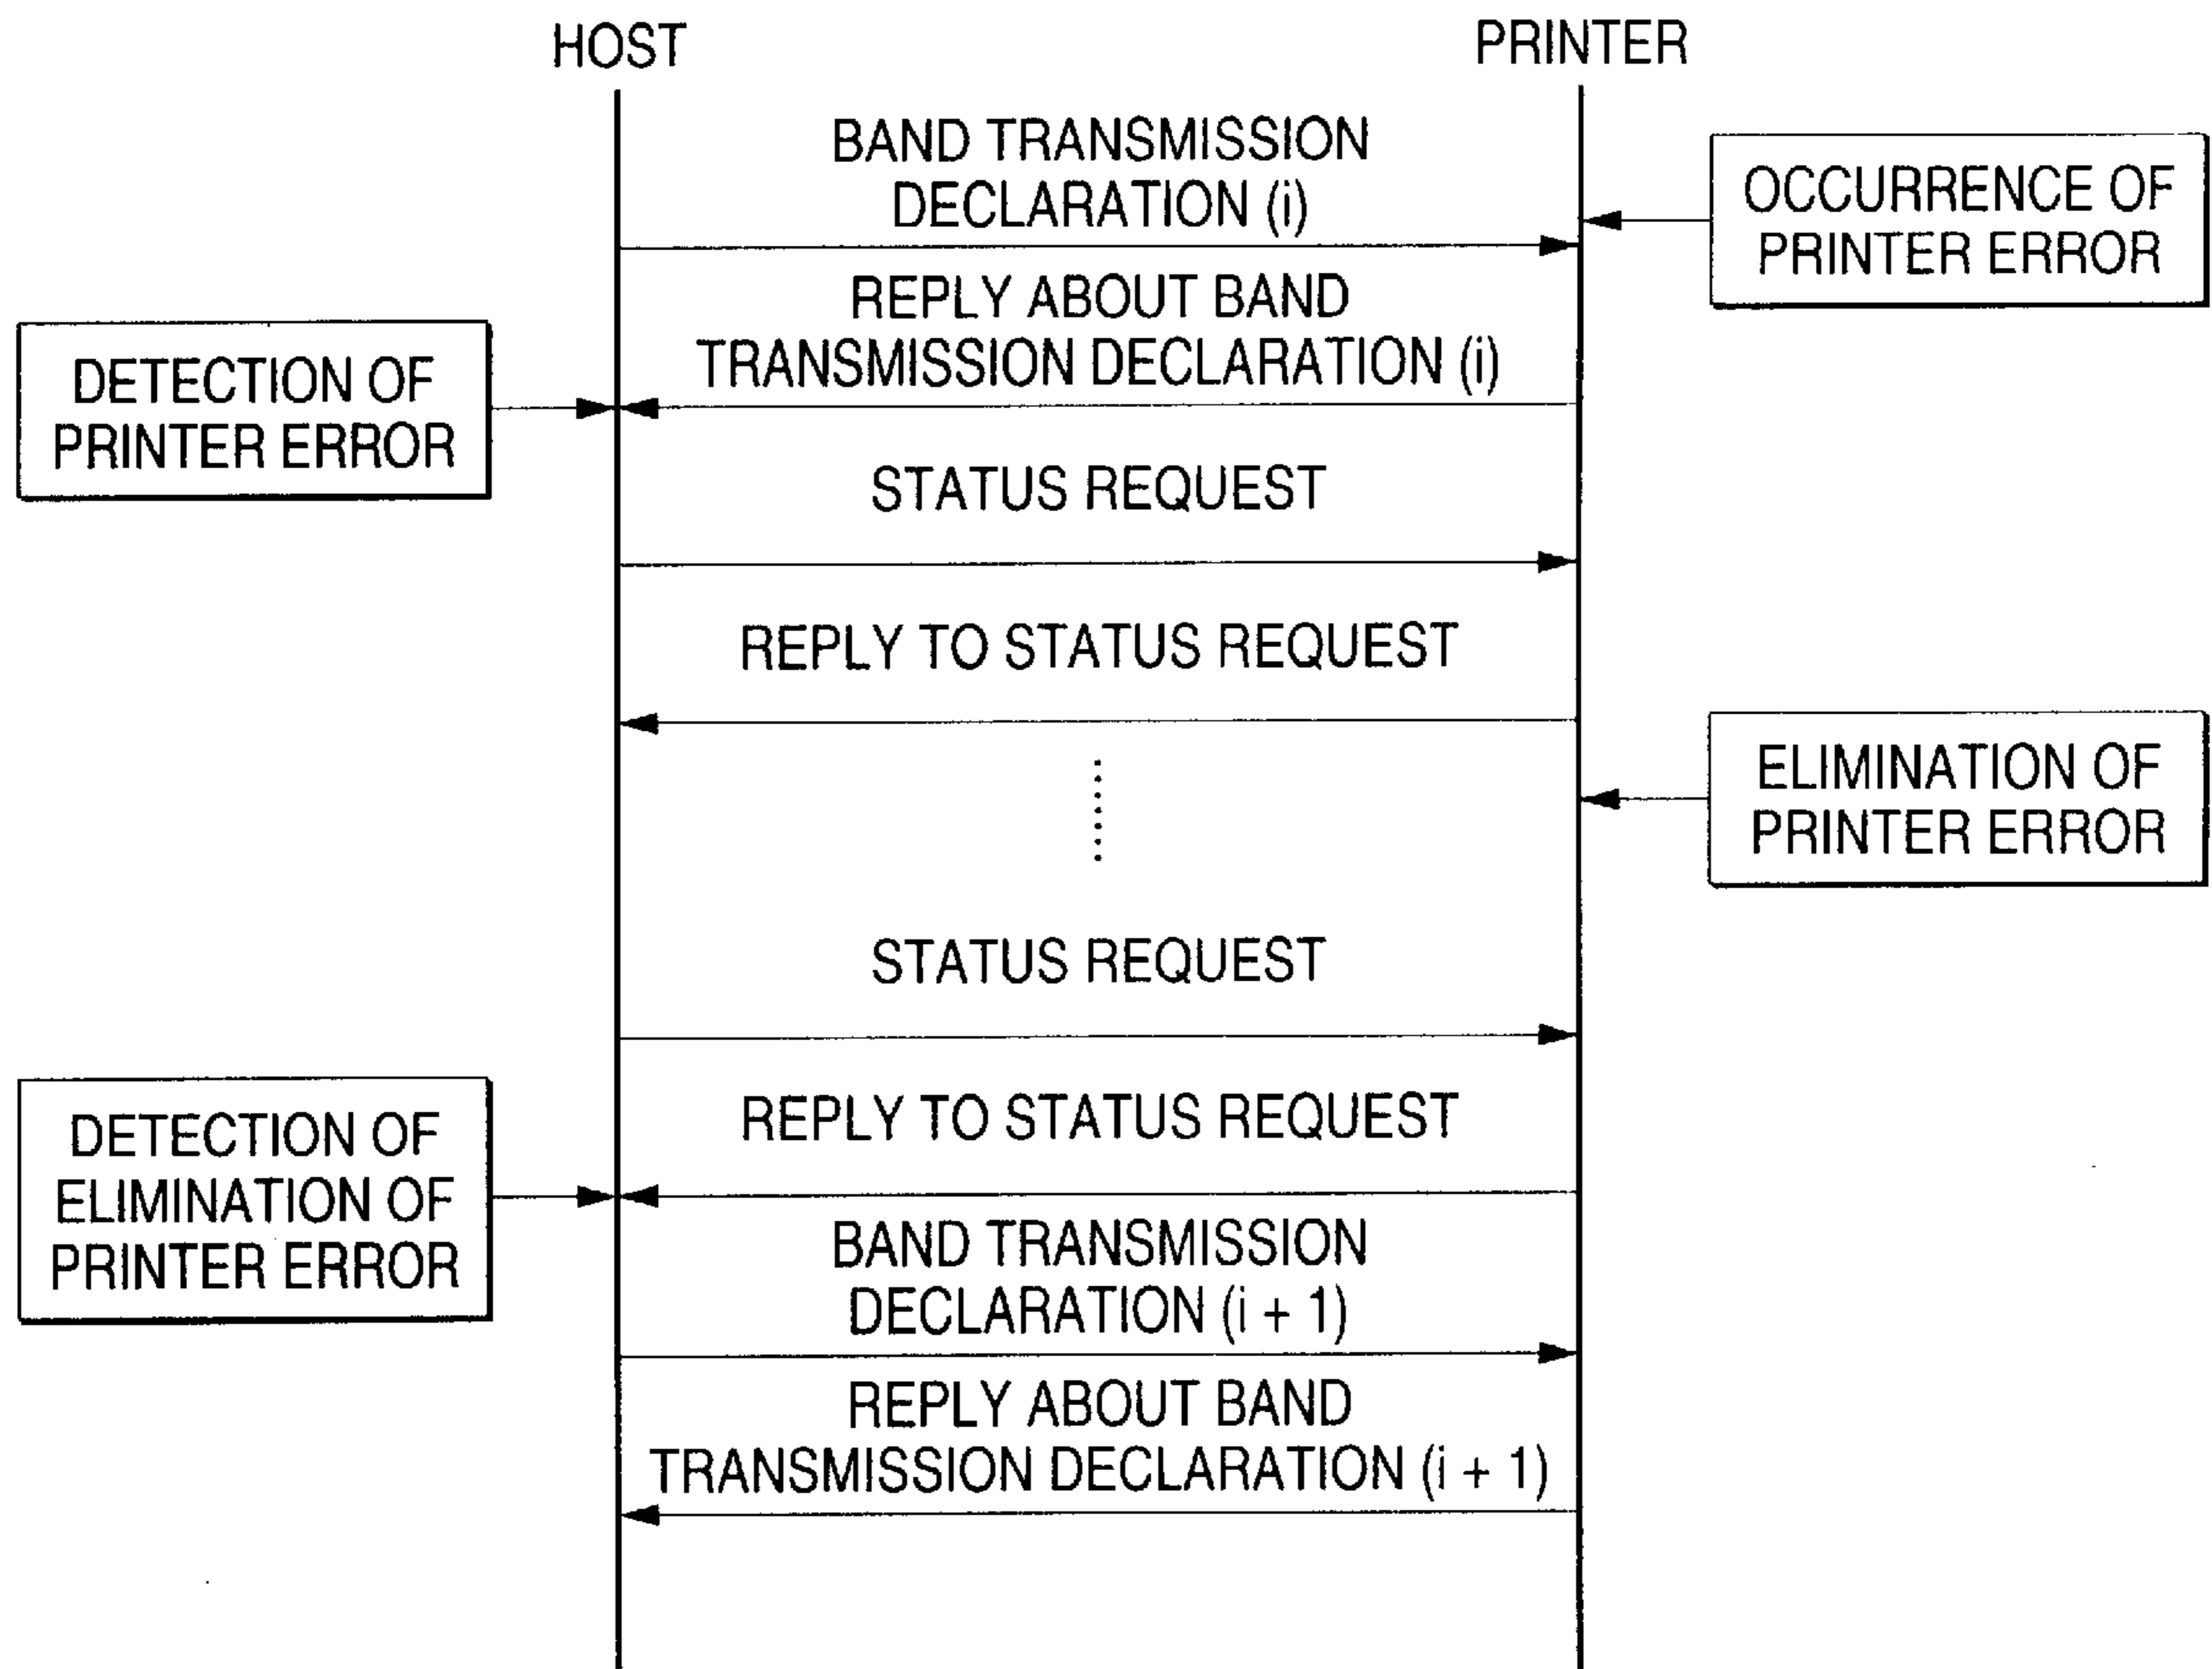 HOST
PRINTER
BAND TRANSMISSION
DECLARATION (i)
OCCURRENCE OF
PRINTER ERROR
REPLY ABOUT BAND
TRANSMISSION DECLARATION (i)
DETECTION OF
PRINTER ERROR
STATUS REQUEST
REPLY TO STATUS REQUEST
ELIMINATION OF
PRINTER ERROR
STATUS REQUEST
REPLY TO STATUS REQUEST
DETECTION OF
ELIMINATION OF
PRINTER ERROR
BAND TRANSMISSION
DECLARATION (i + 1)
REPLY ABOUT BAND
TRANSMISSION DECLARATION (i + 1)